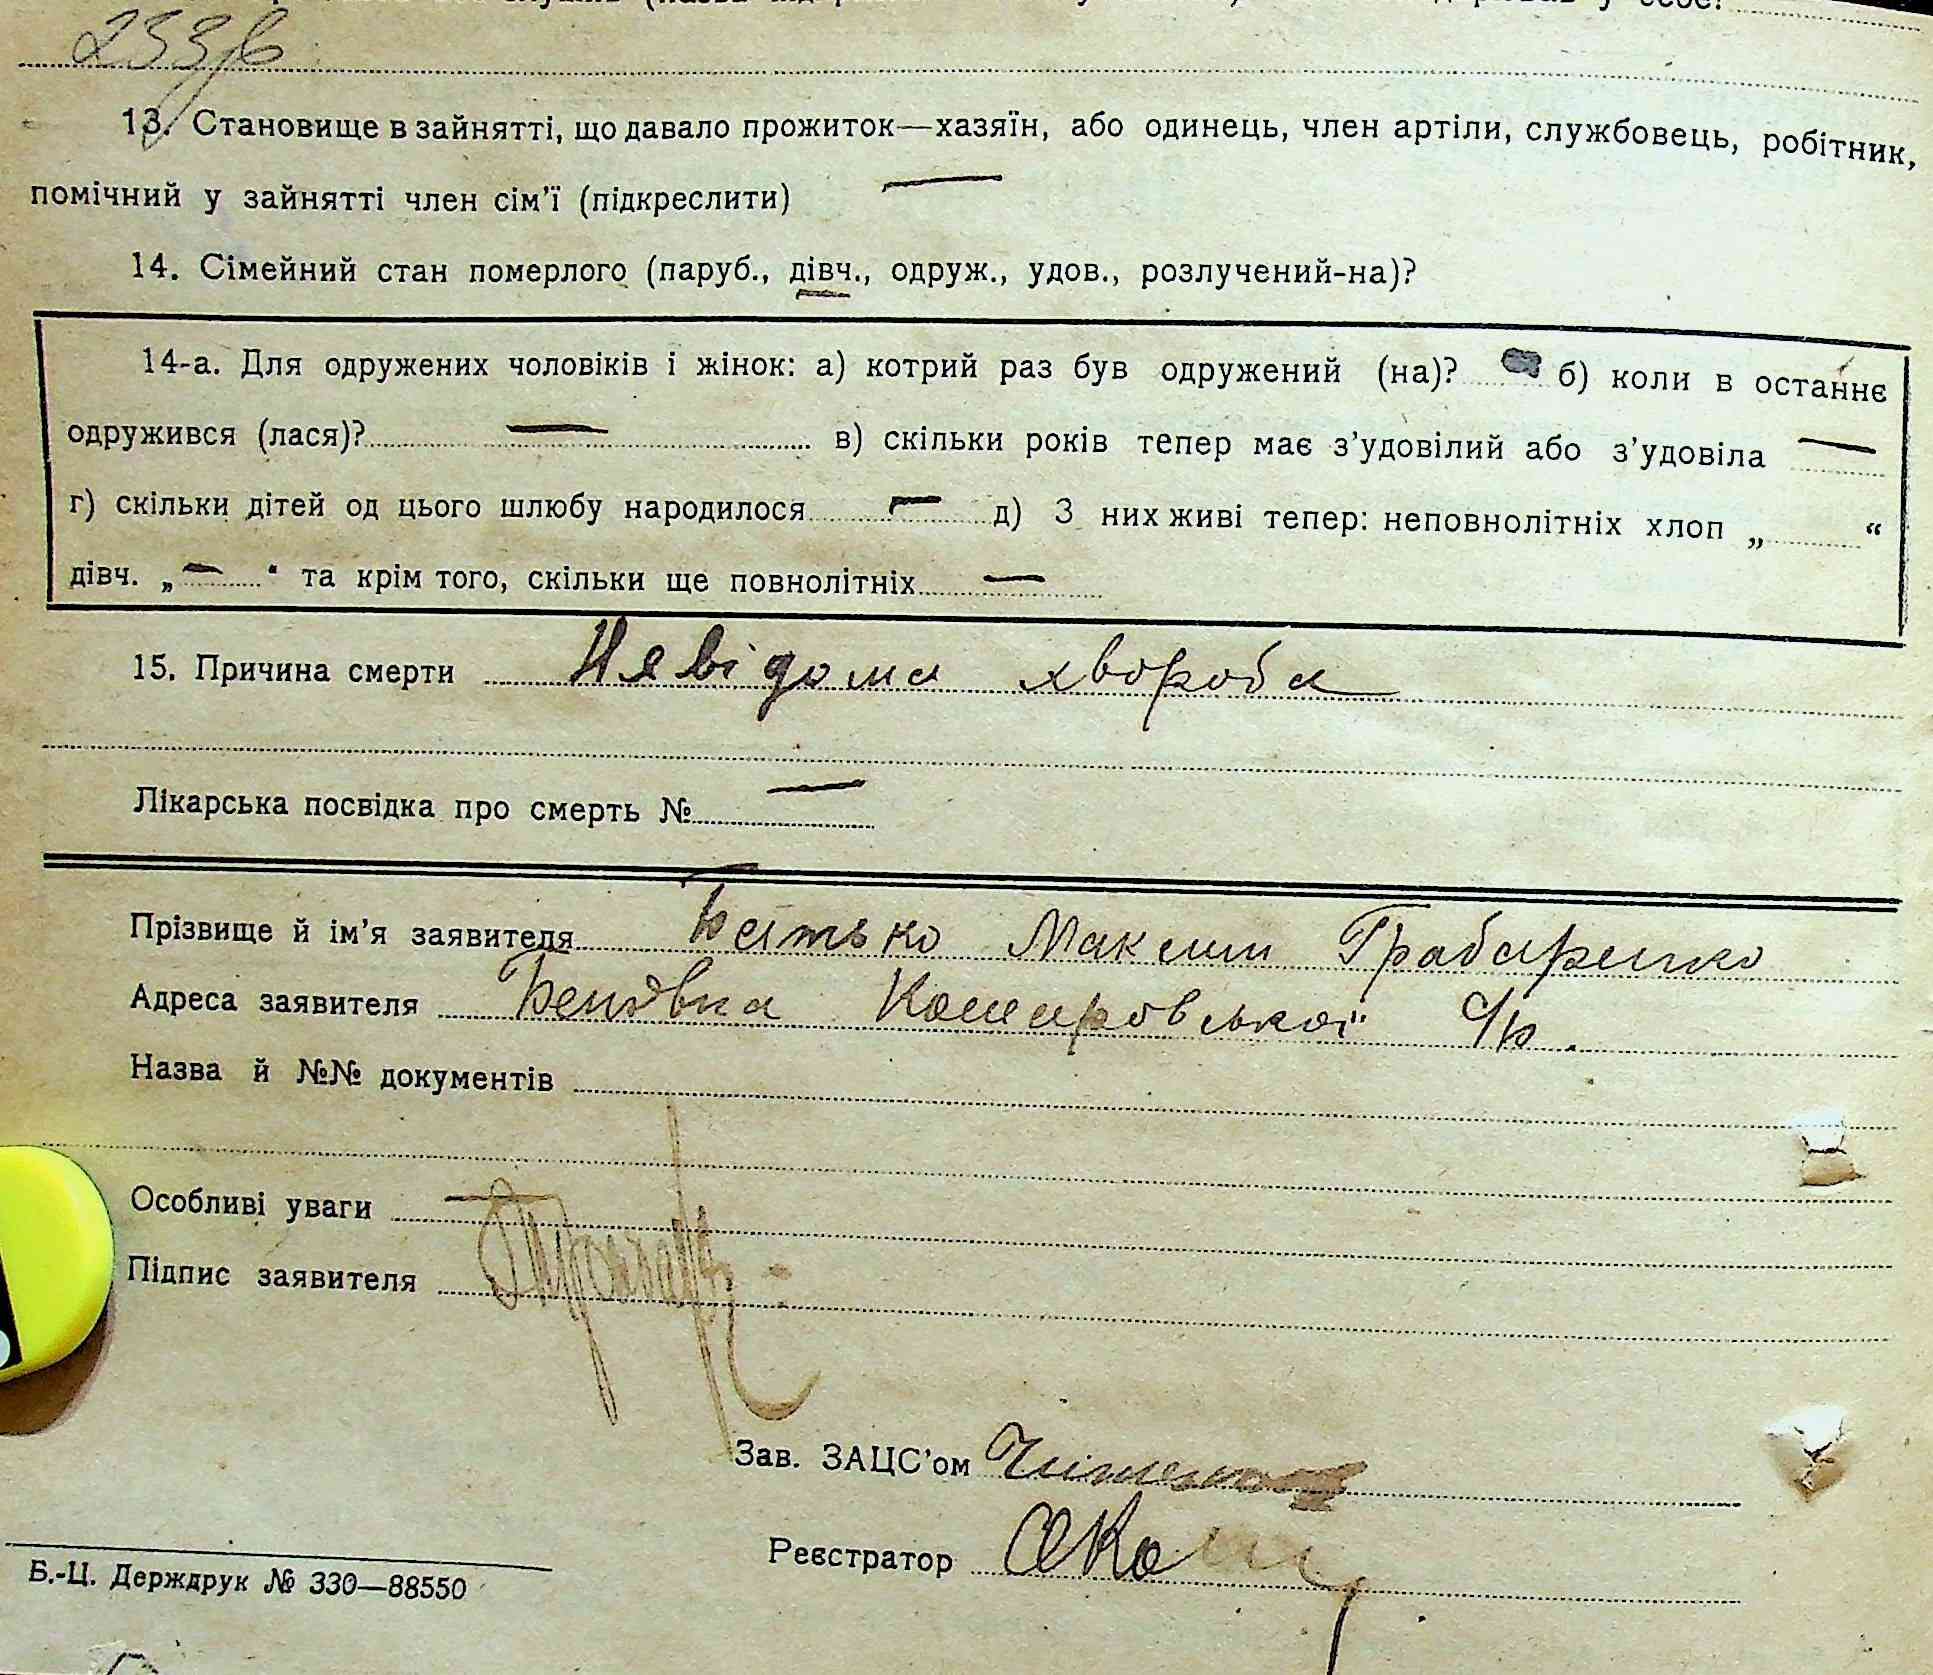 233/в
13. Становище в зайнятті, що давало прожиток—хазяїн, або одинець, член артіли, службовець, робітник,
помічний у зайнятті член сім'ї (підкреслити) —
14. Сімейний стан померлого (паруб., дівч., одруж., удов., розлучений-на)?
14-а. Для одружених чоловіків і жінок: а) котрий раз був одружений (на)? б) коли в останнє
одружився (лася)? — в) скільки років тепер має з'удовілий або з'удовіла —
г) скільки дітей од цього шлюбу народилося — д) З них живі тепер: неповнолітніх хлоп „ “
дівч. „ — “ та крім того, скільки ще повнолітніх —
15. Причина смерти Нявідома хвороба
Лікарська посвідка про смерть № —
Прізвище й ім'я заявителя Батько Максим Грабаренко
Адреса заявителя
Назва й №№ документів
Особливі уваги —
Підпис заявителя
Зав. ЗАЦС'ом
Реєстратор
Б.-Ц. Держдрук № 330—88550